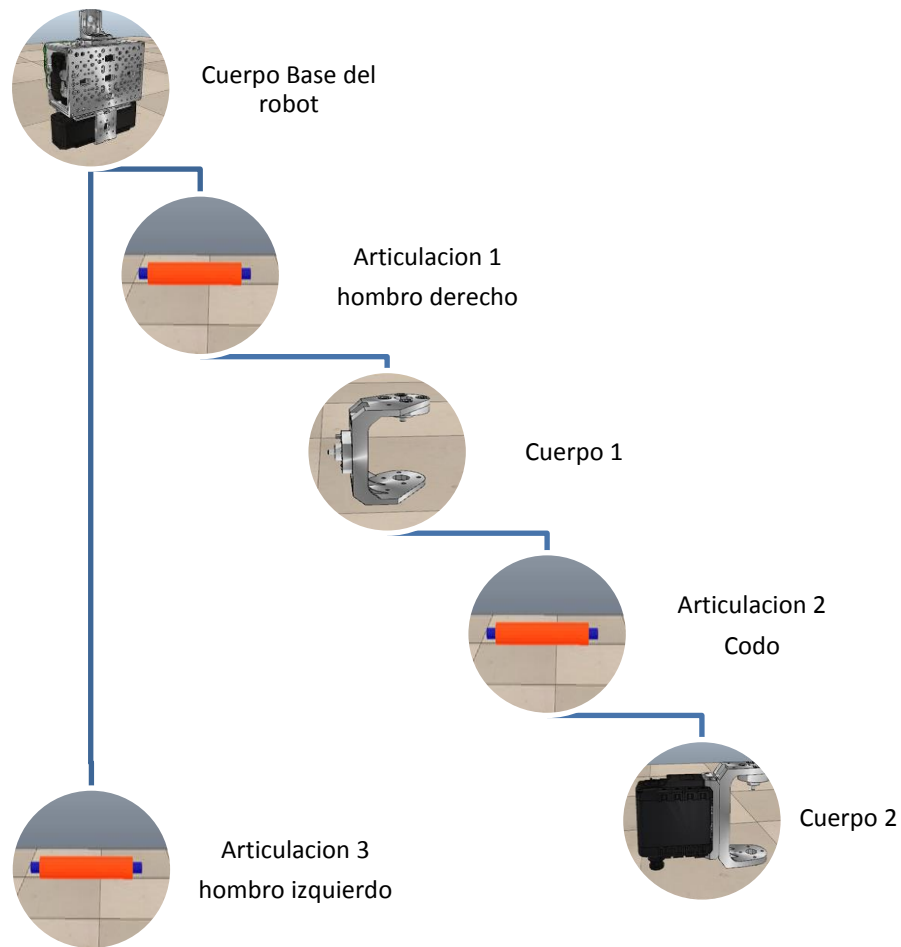 Cuerpo Base del
robot
Articulacion 1
hombro derecho
Cuerpo 1
Articulacion 2
Codo
Cuerpo 2
Articulacion 3
hombro izquierdo